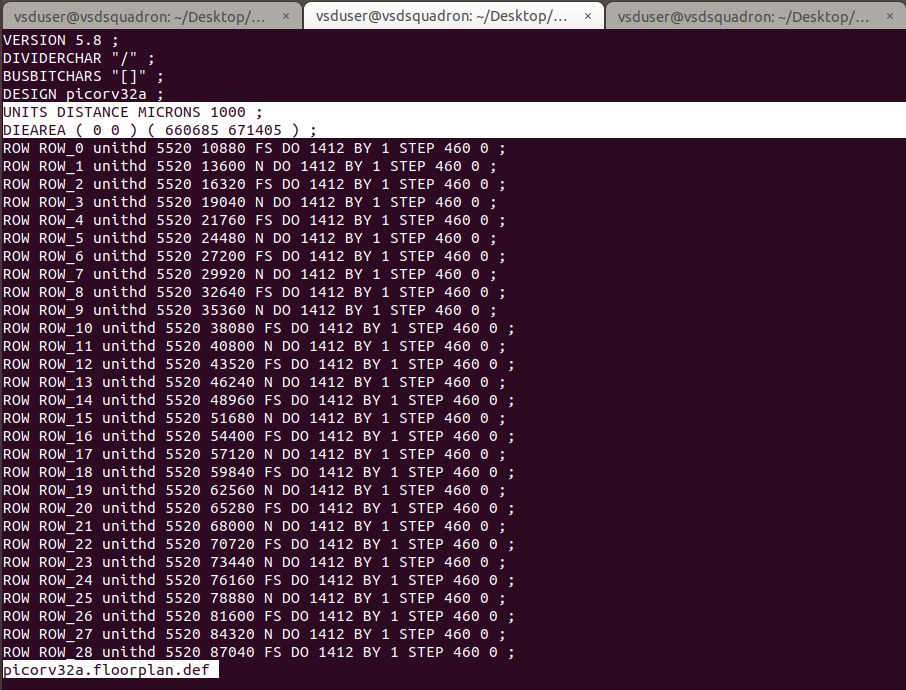 vsduser@vsdsquadron: ~/Desktop/... × vsduser@vsdsquadron: ~/Desktop/... × vsduser@vsdsquadron: ~/Desktop/... ×
VERSION 5.8 ;
DIVIDERCHAR "/" ;
BUSBITCHARS "[]" ;
DESIGN picorv32a ;
UNITS DISTANCE MICRONS 1000 ;
DIEAREA ( 0 0 ) ( 660685 671405 ) ;
ROW ROW_0 unithd 5520 10880 FS DO 1412 BY 1 STEP 460 0 ;
ROW ROW_1 unithd 5520 13600 N DO 1412 BY 1 STEP 460 0 ;
ROW ROW_2 unithd 5520 16320 FS DO 1412 BY 1 STEP 460 0 ;
ROW ROW_3 unithd 5520 19040 N DO 1412 BY 1 STEP 460 0 ;
ROW ROW_4 unithd 5520 21760 FS DO 1412 BY 1 STEP 460 0 ;
ROW ROW_5 unithd 5520 24480 N DO 1412 BY 1 STEP 460 0 ;
ROW ROW_6 unithd 5520 27200 FS DO 1412 BY 1 STEP 460 0 ;
ROW ROW_7 unithd 5520 29920 N DO 1412 BY 1 STEP 460 0 ;
ROW ROW_8 unithd 5520 32640 FS DO 1412 BY 1 STEP 460 0 ;
ROW ROW_9 unithd 5520 35360 N DO 1412 BY 1 STEP 460 0 ;
ROW ROW_10 unithd 5520 38080 FS DO 1412 BY 1 STEP 460 0 ;
ROW ROW_11 unithd 5520 40800 N DO 1412 BY 1 STEP 460 0 ;
ROW ROW_12 unithd 5520 43520 FS DO 1412 BY 1 STEP 460 0 ;
ROW ROW_13 unithd 5520 46240 N DO 1412 BY 1 STEP 460 0 ;
ROW ROW_14 unithd 5520 48960 FS DO 1412 BY 1 STEP 460 0 ;
ROW ROW_15 unithd 5520 51680 N DO 1412 BY 1 STEP 460 0 ;
ROW ROW_16 unithd 5520 54400 FS DO 1412 BY 1 STEP 460 0 ;
ROW ROW_17 unithd 5520 57120 N DO 1412 BY 1 STEP 460 0 ;
ROW ROW_18 unithd 5520 59840 FS DO 1412 BY 1 STEP 460 0 ;
ROW ROW_19 unithd 5520 62560 N DO 1412 BY 1 STEP 460 0 ;
ROW ROW_20 unithd 5520 65280 FS DO 1412 BY 1 STEP 460 0 ;
ROW ROW_21 unithd 5520 68000 N DO 1412 BY 1 STEP 460 0 ;
ROW ROW_22 unithd 5520 70720 FS DO 1412 BY 1 STEP 460 0 ;
ROW ROW_23 unithd 5520 73440 N DO 1412 BY 1 STEP 460 0 ;
ROW ROW_24 unithd 5520 76160 FS DO 1412 BY 1 STEP 460 0 ;
ROW ROW_25 unithd 5520 78880 N DO 1412 BY 1 STEP 460 0 ;
ROW ROW_26 unithd 5520 81600 FS DO 1412 BY 1 STEP 460 0 ;
ROW ROW_27 unithd 5520 84320 N DO 1412 BY 1 STEP 460 0 ;
ROW ROW_28 unithd 5520 87040 FS DO 1412 BY 1 STEP 460 0 ;
picorv32a.floorplan.def